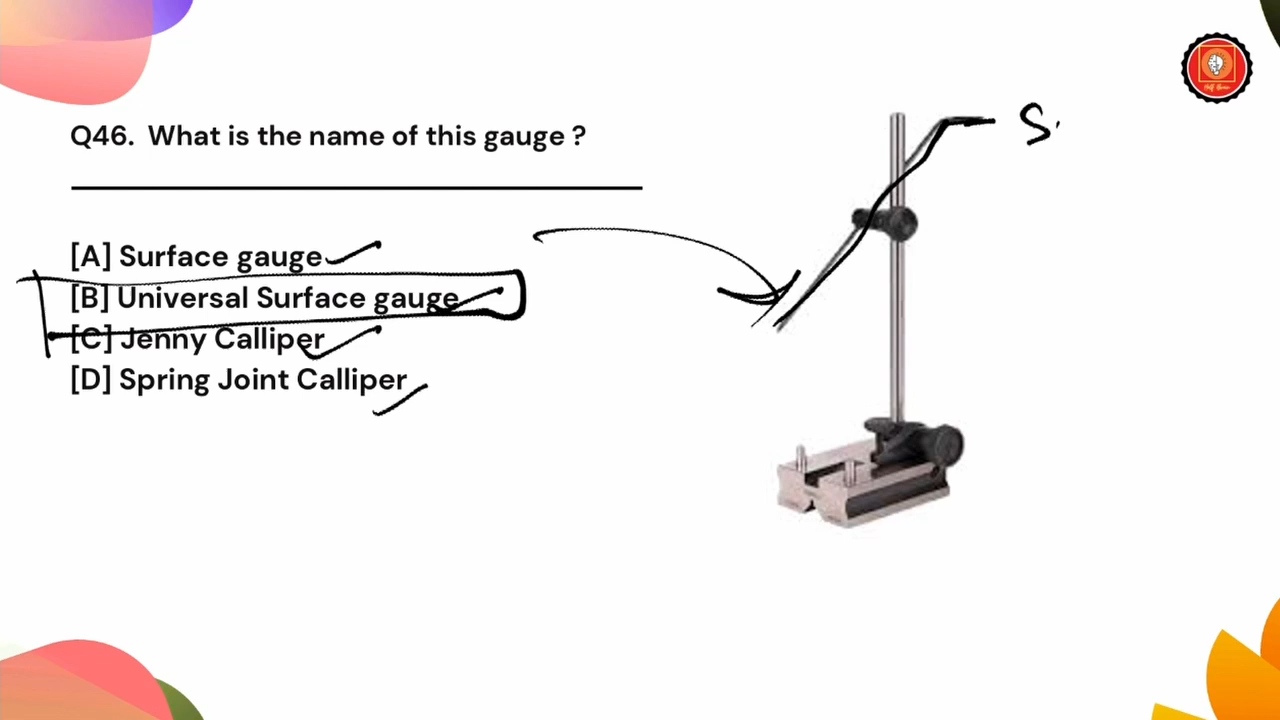 Q46. What is the name of this gauge ?
[A] Surface gauge
[B] Universal Surface gauge
[C] Jenny Calliper
[D] Spring Joint Calliper
S